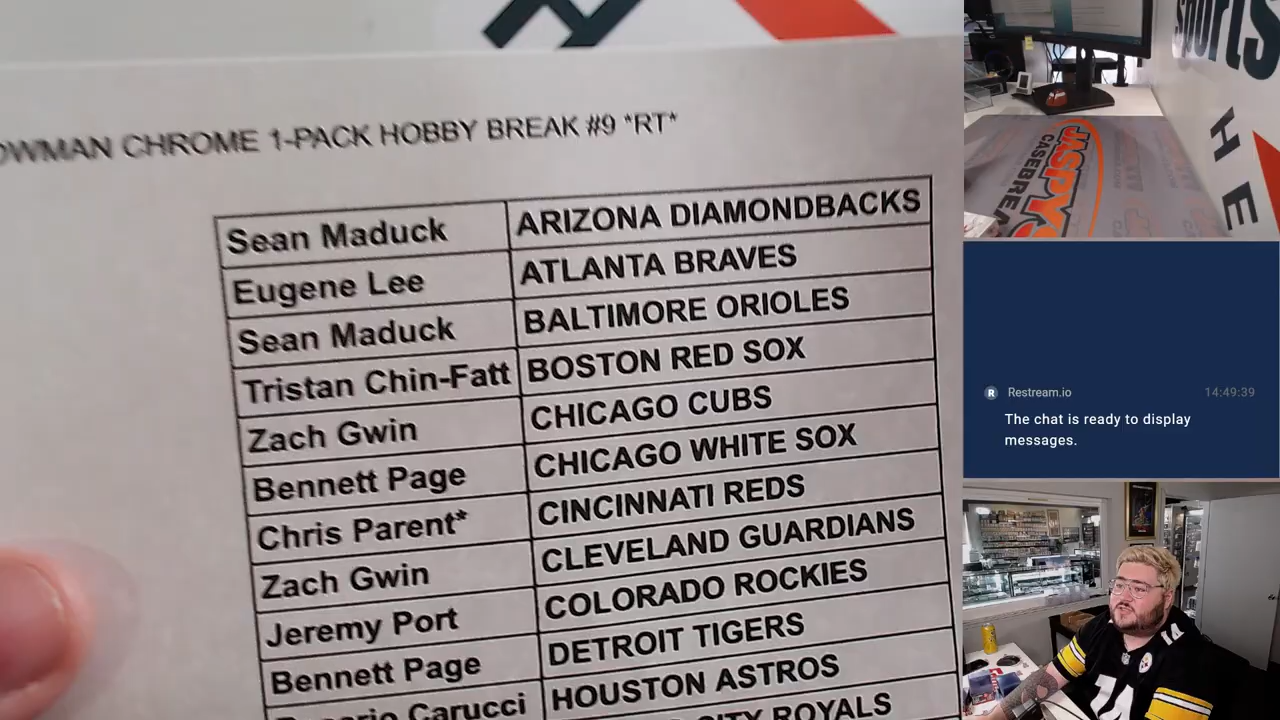 CHROME 1-PACK HOBBY BREAK #9 *RT*
Sean Maduck ARIZONA DIAMONDBACKS
Eugene Lee ATLANTA BRAVES
Sean Maduck BALTIMORE ORIOLES
Tristan Chin-Fatt BOSTON RED SOX
Zach Gwin CHICAGO CUBS
Bennett Page CHICAGO WHITE SOX
Chris Parent* CINCINNATI REDS
Zach Gwin CLEVELAND GUARDIANS
Jeremy Port COLORADO ROCKIES
Bennett Page DETROIT TIGERS
Carucci HOUSTON ASTROS
CITY ROYALS
sports
H
E
JASPY'S
R Restream.io 14:49:39
The chat is ready to display
messages.